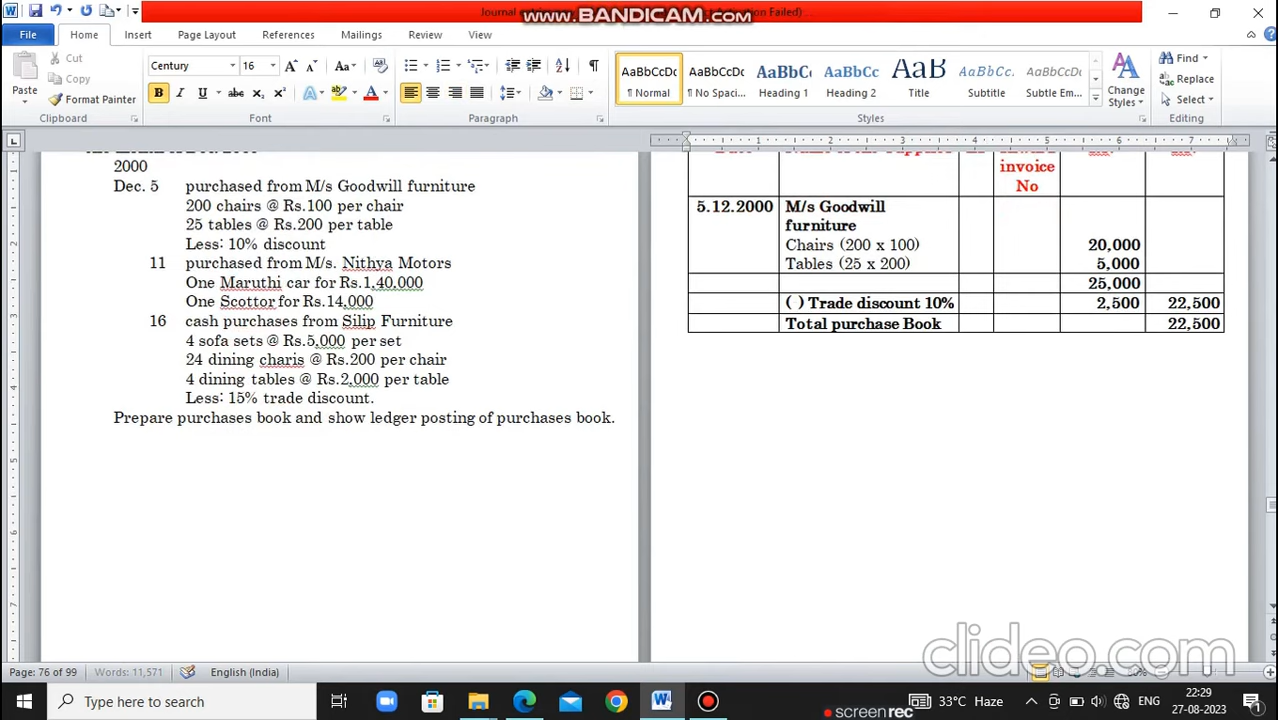 Journal
www.BANDICAM.com
tion Failed)
File Home Insert Page Layout References Mailings Review View
Paste
Cut
Copy
Format Painter
Clipboard
Century 16
Font
Paragraph
AaBbCcDc AaBbCcDc AaBbCc AaBbCc AaB AaBbCc. AaBbCcDc
¶ Normal ¶ No Spaci... Heading 1 Heading 2 Title Subtitle Subtle Em...
Change Styles
Styles
Find
Replace
Select
Editing
2000
Dec. 5 purchased from M/s Goodwill furniture
200 chairs @ Rs.100 per chair
25 tables @ Rs.200 per table
Less: 10% discount
11 purchased from M/s. Nithya Motors
One Maruthi car for Rs.1,40,000
One Scottor for Rs.14,000
16 cash purchases from Silip Furniture
4 sofa sets @ Rs.5,000 per set
24 dining charis @ Rs.200 per chair
4 dining tables @ Rs.2,000 per table
Less: 15% trade discount.
Prepare purchases book and show ledger posting of purchases book.
invoice
No
5.12.2000 M/s Goodwill
furniture
Chairs (200 x 100) 20,000
Tables (25 x 200) 5,000
25,000
( ) Trade discount 10% 2,500 22,500
Total purchase Book 22,500
clideo.com
Page: 76 of 99 Words: 11,571 English (India)
Type here to search
33°C Haze
ENG
22:29
27-08-2023
screenrec